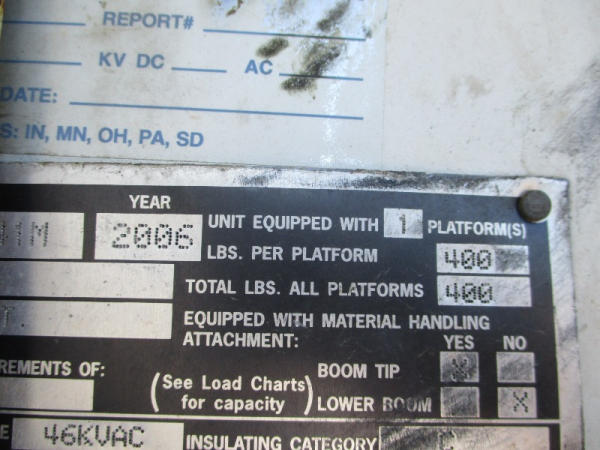 REPORT#
KV DC AC
DATE:
S: IN, MN, OH, PA, SD
YEAR
41M 2006 UNIT EQUIPPED WITH 1 PLATFORM(S)
LBS. PER PLATFORM 400
TOTAL LBS. ALL PLATFORMS 400
T EQUIPPED WITH MATERIAL HANDLING
ATTACHMENT: YES NO
REMENTS OF: BOOM TIP X
(See Load Charts
for capacity) LOWER BOOM X
E 46KVAC INSULATING CATEGORY